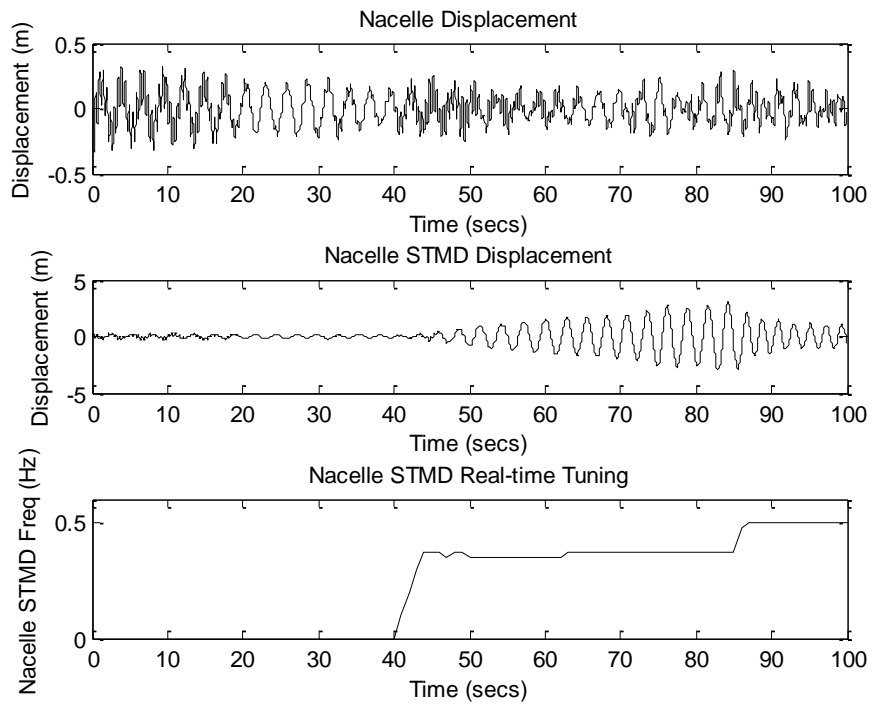 Nacelle Displacement
Displacement (m)
0.5
0
-0.5
0 10 20 30 40 50 60 70 80 90 100
Time (secs)
Nacelle STMD Displacement
Displacement (m)
5
0
-5
0 10 20 30 40 50 60 70 80 90 100
Time (secs)
Nacelle STMD Real-time Tuning
Nacelle STMD Freq (Hz)
0.5
0
0 10 20 30 40 50 60 70 80 90 100
Time (secs)